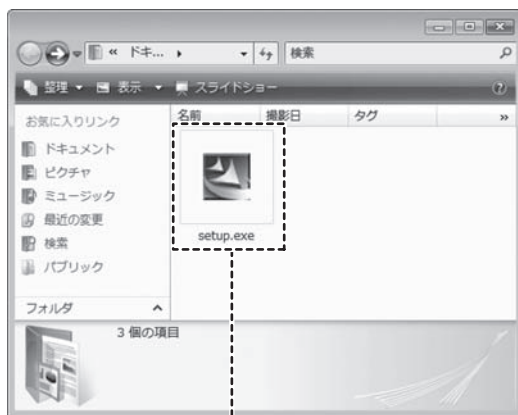 « ドキ...
検索
整理 表示 スライドショー
名前 撮影日 タグ »
お気に入りリンク
ドキュメント
ピクチャ
ミュージック
最近の変更
検索
パブリック
フォルダ
setup.exe
3 個の項目